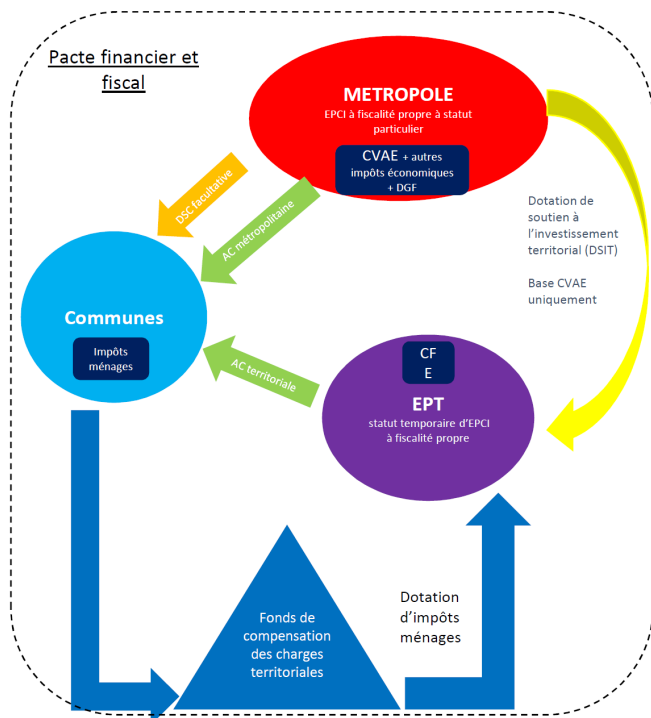 Pacte financier et
fiscal
METROPOLE
EPCI à fiscalité propre à statut
particulier
CVAE + autres
impôts économiques
+ DGF
DSC facultative
AC métropolitaine
Dotation de
soutien à
l'investissement
territorial (DSIT)
Base CVAE
uniquement
Communes
Impôts
ménages
AC territoriale
CF
E
EPT
statut temporaire d'EPCI
à fiscalité propre
Dotation
d'impôts
ménages
Fonds de
compensation
des charges
territoriales